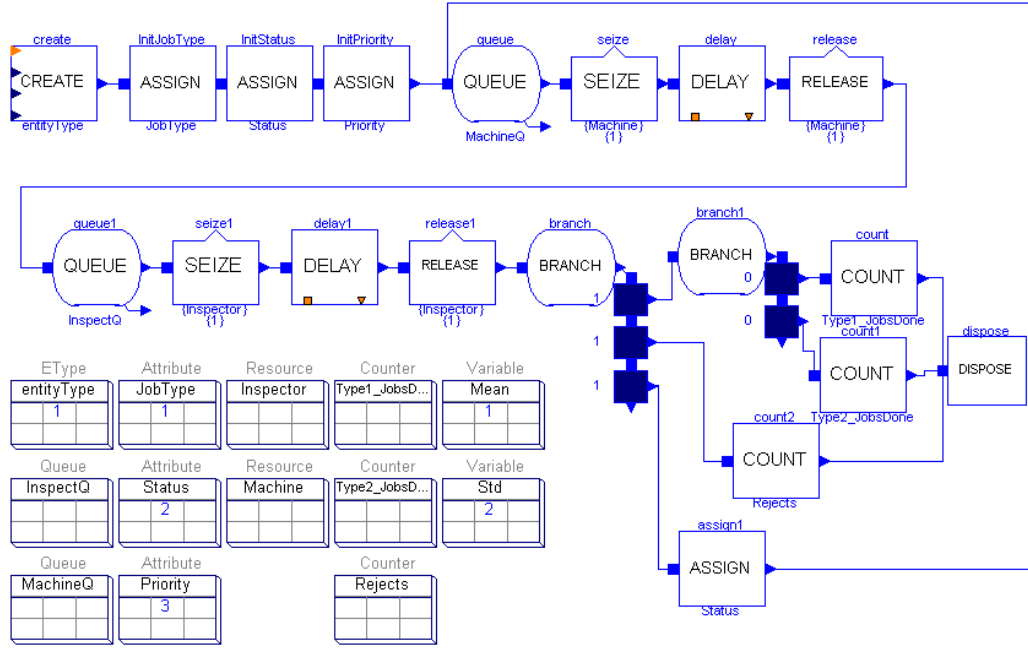 create InitJobType InitStatus InitPriority queue seize delay release
CREATE ASSIGN ASSIGN ASSIGN QUEUE SEIZE DELAY RELEASE
entityType JobType Status Priority MachineQ {Machine} {Machine}
{1} {1}
queue1 seize1 delay1 release1 branch branch1 count
QUEUE SEIZE DELAY RELEASE BRANCH BRANCH 0 COUNT
InspectQ {Inspector} {Inspector} 1 0 Type1_JobsDone
{1} {1}
count1 dispose
1 COUNT DISPOSE
1 Type2_JobsDone
count2
COUNT
Rejects
assign1
ASSIGN
Status
EType Attribute Resource Counter Variable
entityType JobType Inspector Type1_JobsD... Mean
1 1 1
Queue Attribute Resource Counter Variable
InspectQ Status Machine Type2_JobsD... Std
2 2
Queue Attribute Counter
MachineQ Priority Rejects
3